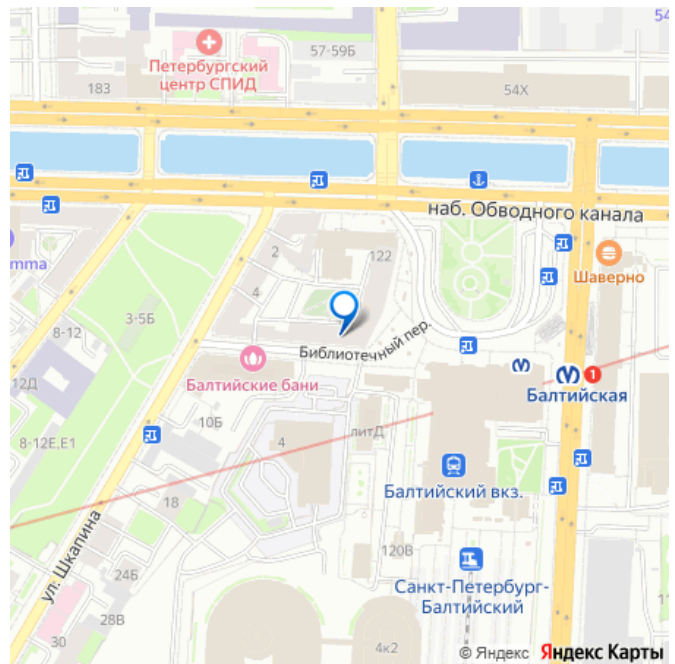 54
57-59Б
Петербургский
центр СПИД
183
54Х
наб. Обводного канала
mma
122
2
Шаверно
4
3-5Б
8-12
Библиотечный пер.
1
Балтийские бани
Балтийская
12Д
10Б
8-12Е,Е1
4
литД
Балтийский вкз.
18
ул. Шкапина
120В
24Б
Санкт-Петербург-
Балтийский
28В
11
30
4к2
© Яндекс
Яндекс Карты